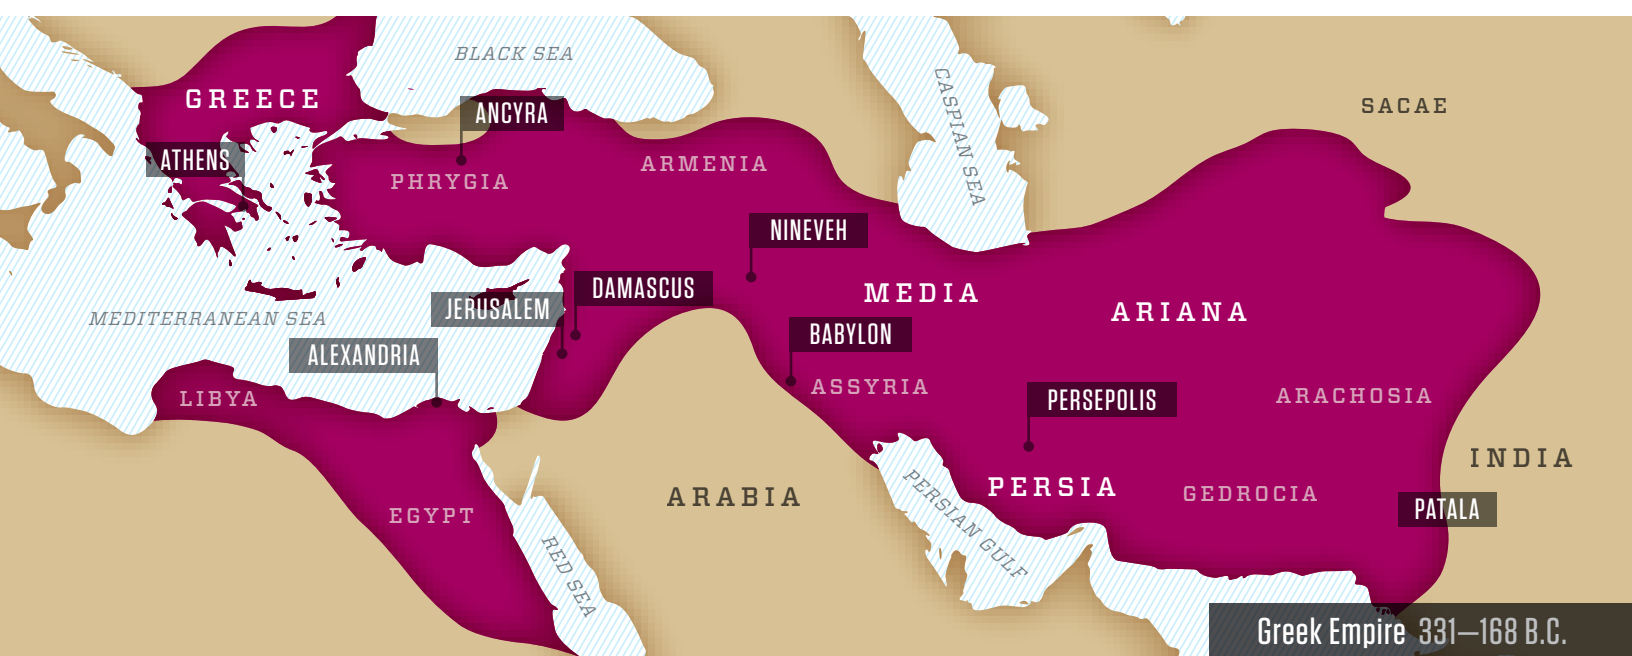 BLACK SEA
GREECE
ANCYRA
CASPIAN SEA
SACAE
ATHENS
PHRYGIA
ARMENIA
NINEVEH
MEDIA
ARIANA
DAMASCUS
JERUSALEM
MEDITERRANEAN SEA
BABYLON
ALEXANDRIA
LIBYA
ASSYRIA
PERSEPOLIS
ARACHOSIA
INDIA
ARABIA
PERSIA
GEDROCIA
PATALA
EGYPT
PERSIAN GULF
RED SEA
Greek Empire 331—168 B.C.